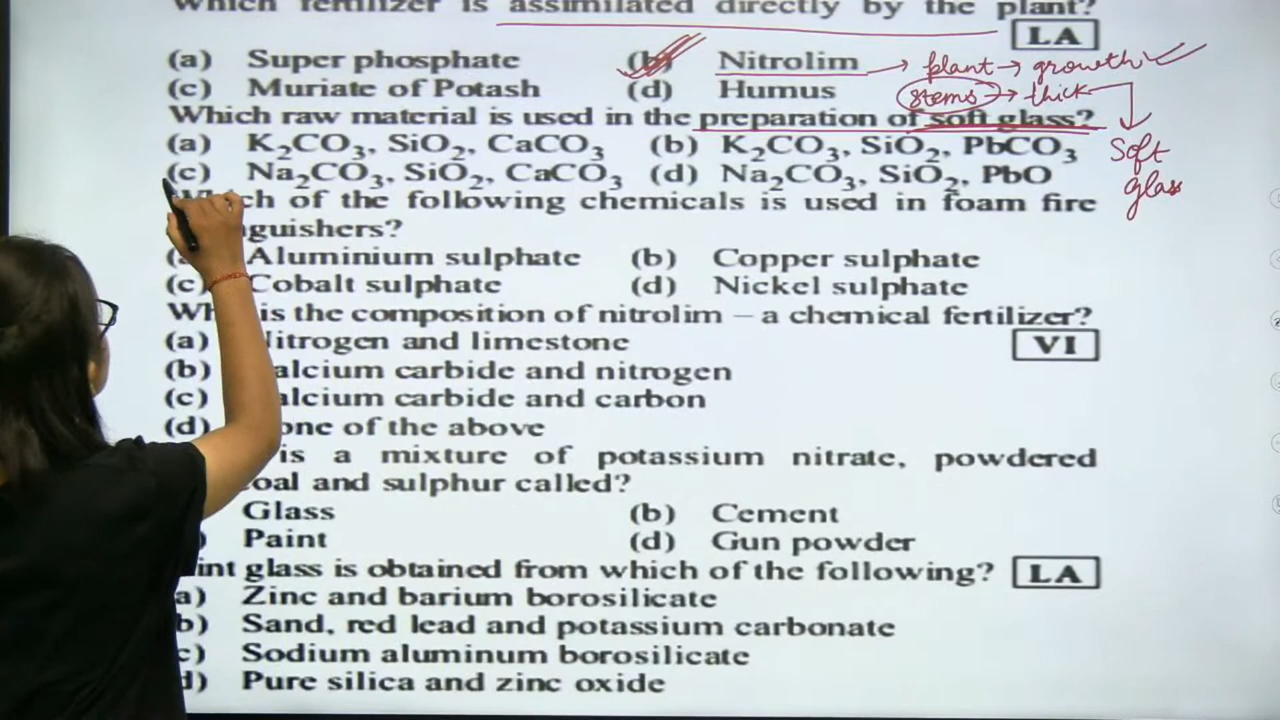 Which fertilizer is assimilated directly by the plant?
LA
(a) Super phosphate (b) Nitrolim → plant → growth
(c) Muriate of Potash (d) Humus stems → thick
Which raw material is used in the preparation of soft glass?
(a) K₂CO₃, SiO₂, CaCO₃ (b) K₂CO₃, SiO₂, PbCO₃ Soft
(c) Na₂CO₃, SiO₂, CaCO₃ (d) Na₂CO₃, SiO₂, PbO glass
ch of the following chemicals is used in foam fire
guishers?
Aluminium sulphate (b) Copper sulphate
(c) Cobalt sulphate (d) Nickel sulphate
Wh is the composition of nitrolim – a chemical fertilizer?
(a) itrogen and limestone VI
(b) alcium carbide and nitrogen
(c) alcium carbide and carbon
(d) one of the above
is a mixture of potassium nitrate, powdered
oal and sulphur called?
Glass (b) Cement
Paint (d) Gun powder
int glass is obtained from which of the following? LA
a) Zinc and barium borosilicate
b) Sand, red lead and potassium carbonate
c) Sodium aluminum borosilicate
d) Pure silica and zinc oxide